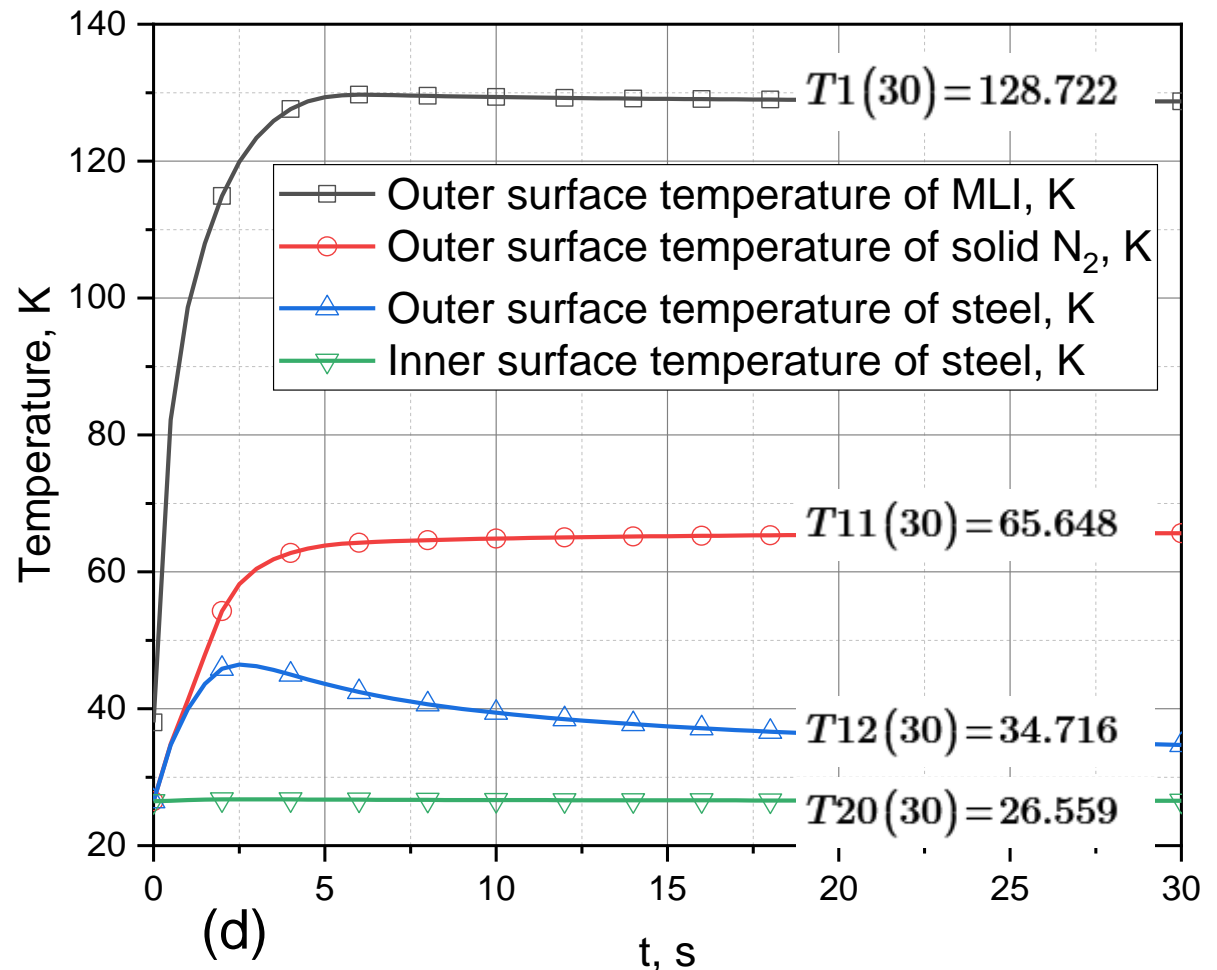 140
120
100
80
60
40
20
Temperature, K
T1(30)=128.722
Outer surface temperature of MLI, K
Outer surface temperature of solid N₂, K
Outer surface temperature of steel, K
Inner surface temperature of steel, K
T11(30)=65.648
T12(30)=34.716
T20(30)=26.559
0 5 10 15 20 25 30
(d)
t, s